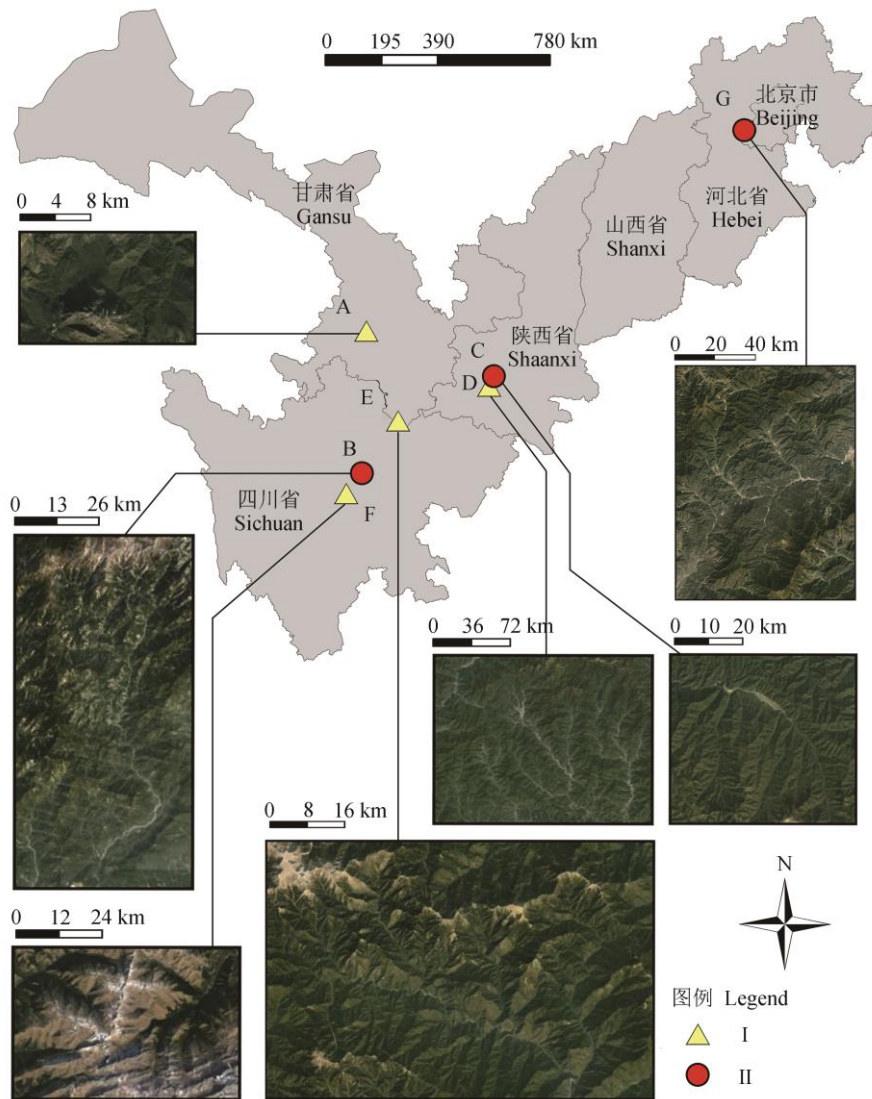 0 195 390 780 km
G
北京市
Beijing
甘肃省
Gansu
0 4 8 km
山西省
Shanxi
河北省
Hebei
A
陕西省
Shaanxi
C
D
0 20 40 km
E
B
四川省
Sichuan
F
0 13 26 km
0 36 72 km
0 10 20 km
0 8 16 km
N
0 12 24 km
图例 Legend
I
II